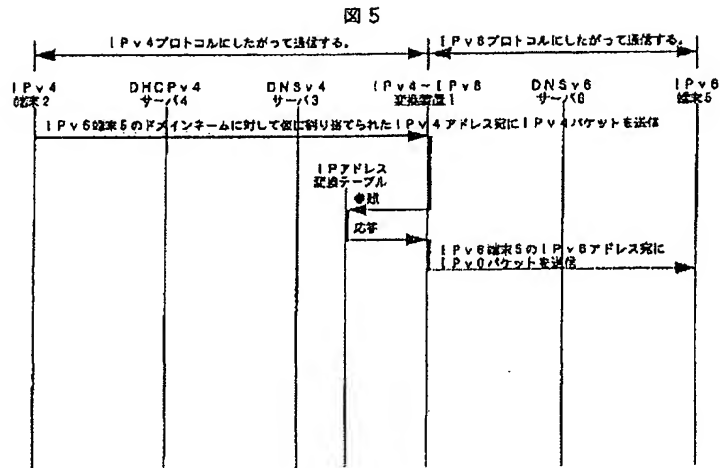 図5
IPv4プロトコルにしたがって通信する。
IPv6プロトコルにしたがって通信する。
IPv4
端末2
DHCPv4
サーバ4
DNSv4
サーバ3
IPv4~IPv6
変換装置1
DNSv6
サーバ6
IPv6
端末5
IPv6端末5のドメインネームに対して仮に割り当てられたIPv4アドレス宛にIPv4パケットを送信
IPアドレス
変換テーブル
参照
応答
IPv6端末5のIPv6アドレス宛に
IPv6パケットを送信